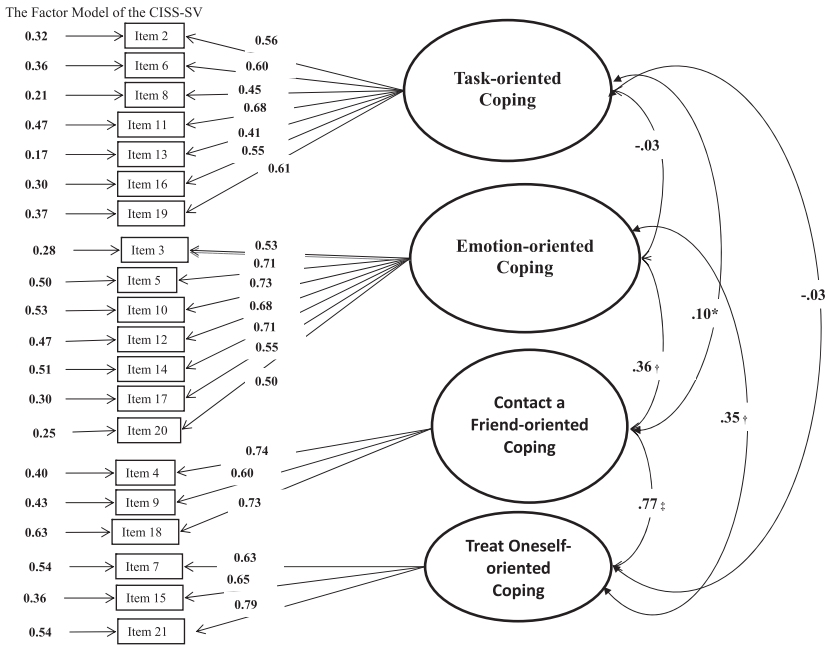 The Factor Model of the CISS-SV
0.32 Item 2 0.56
0.36 Item 6 0.60
0.21 Item 8 0.45
0.47 Item 11 0.68
0.17 Item 13 0.41
0.30 Item 16 0.55
0.37 Item 19 0.61
Task-oriented
Coping
0.28 Item 3 0.53
0.50 Item 5 0.71
0.53 Item 10 0.73
0.47 Item 12 0.68
0.51 Item 14 0.71
0.30 Item 17 0.55
0.25 Item 20 0.50
Emotion-oriented
Coping
0.40 Item 4 0.74
0.43 Item 9 0.60
0.63 Item 18 0.73
Contact a
Friend-oriented
Coping
0.54 Item 7 0.63
0.36 Item 15 0.65
0.54 Item 21 0.79
Treat Oneself-
oriented
Coping
-.03
-.03
.10*
.36 †
.35 †
.77 ‡